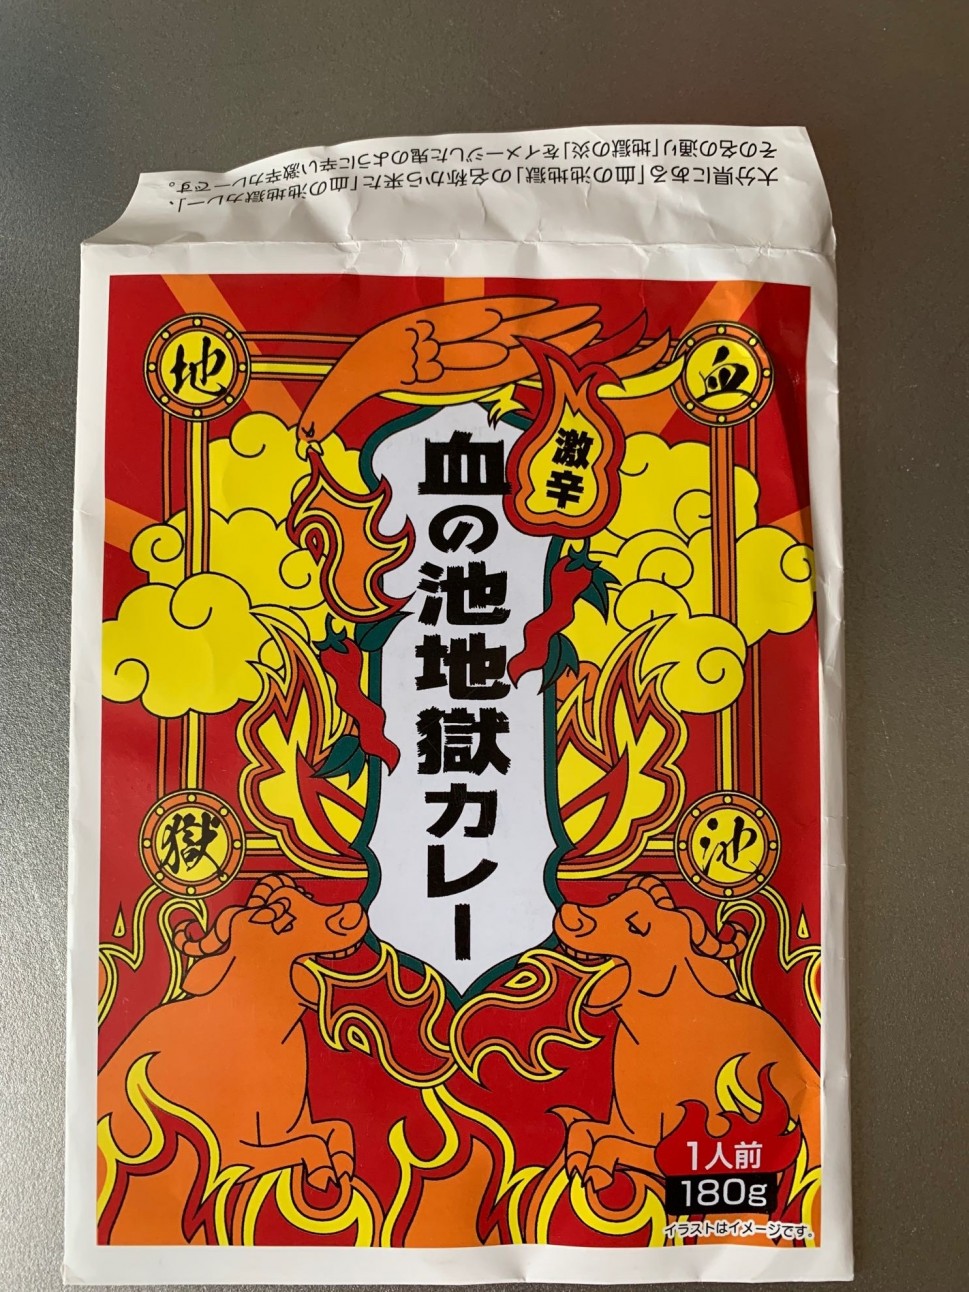 大分県にある「血の池地獄」の名称から来た「血の池地獄カレー」、
その名の通り「地獄の炎」をイメージした鬼のように辛い激辛カレーです。
地
血
激辛
血の池地獄カレー
獄
池
1人前
180g
イラストはイメージです。